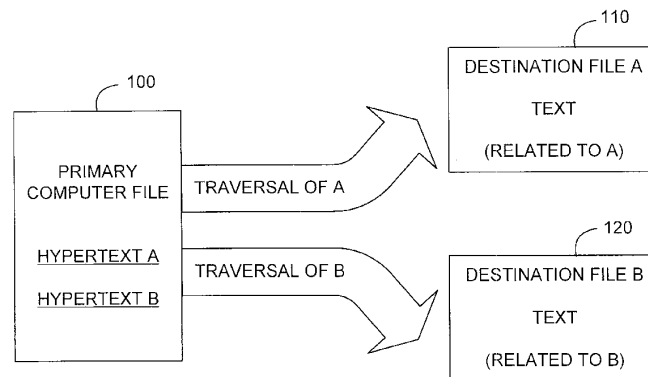 100
PRIMARY
COMPUTER FILE
HYPERTEXT A
HYPERTEXT B
TRAVERSAL OF A
TRAVERSAL OF B
110
DESTINATION FILE A
TEXT
(RELATED TO A)
120
DESTINATION FILE B
TEXT
(RELATED TO B)